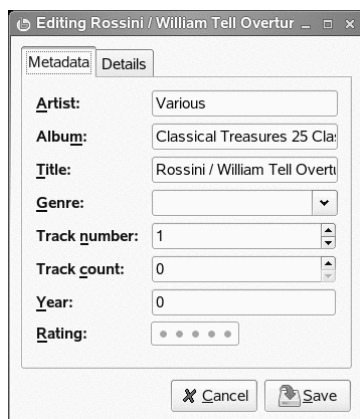 Editing Rossini / William Tell Overtur
Metadata Details
Artist: Various
Album: Classical Treasures 25 Clas
Title: Rossini / William Tell Overtu
Genre:
Track number: 1
Track count: 0
Year: 0
Rating:
Cancel Save